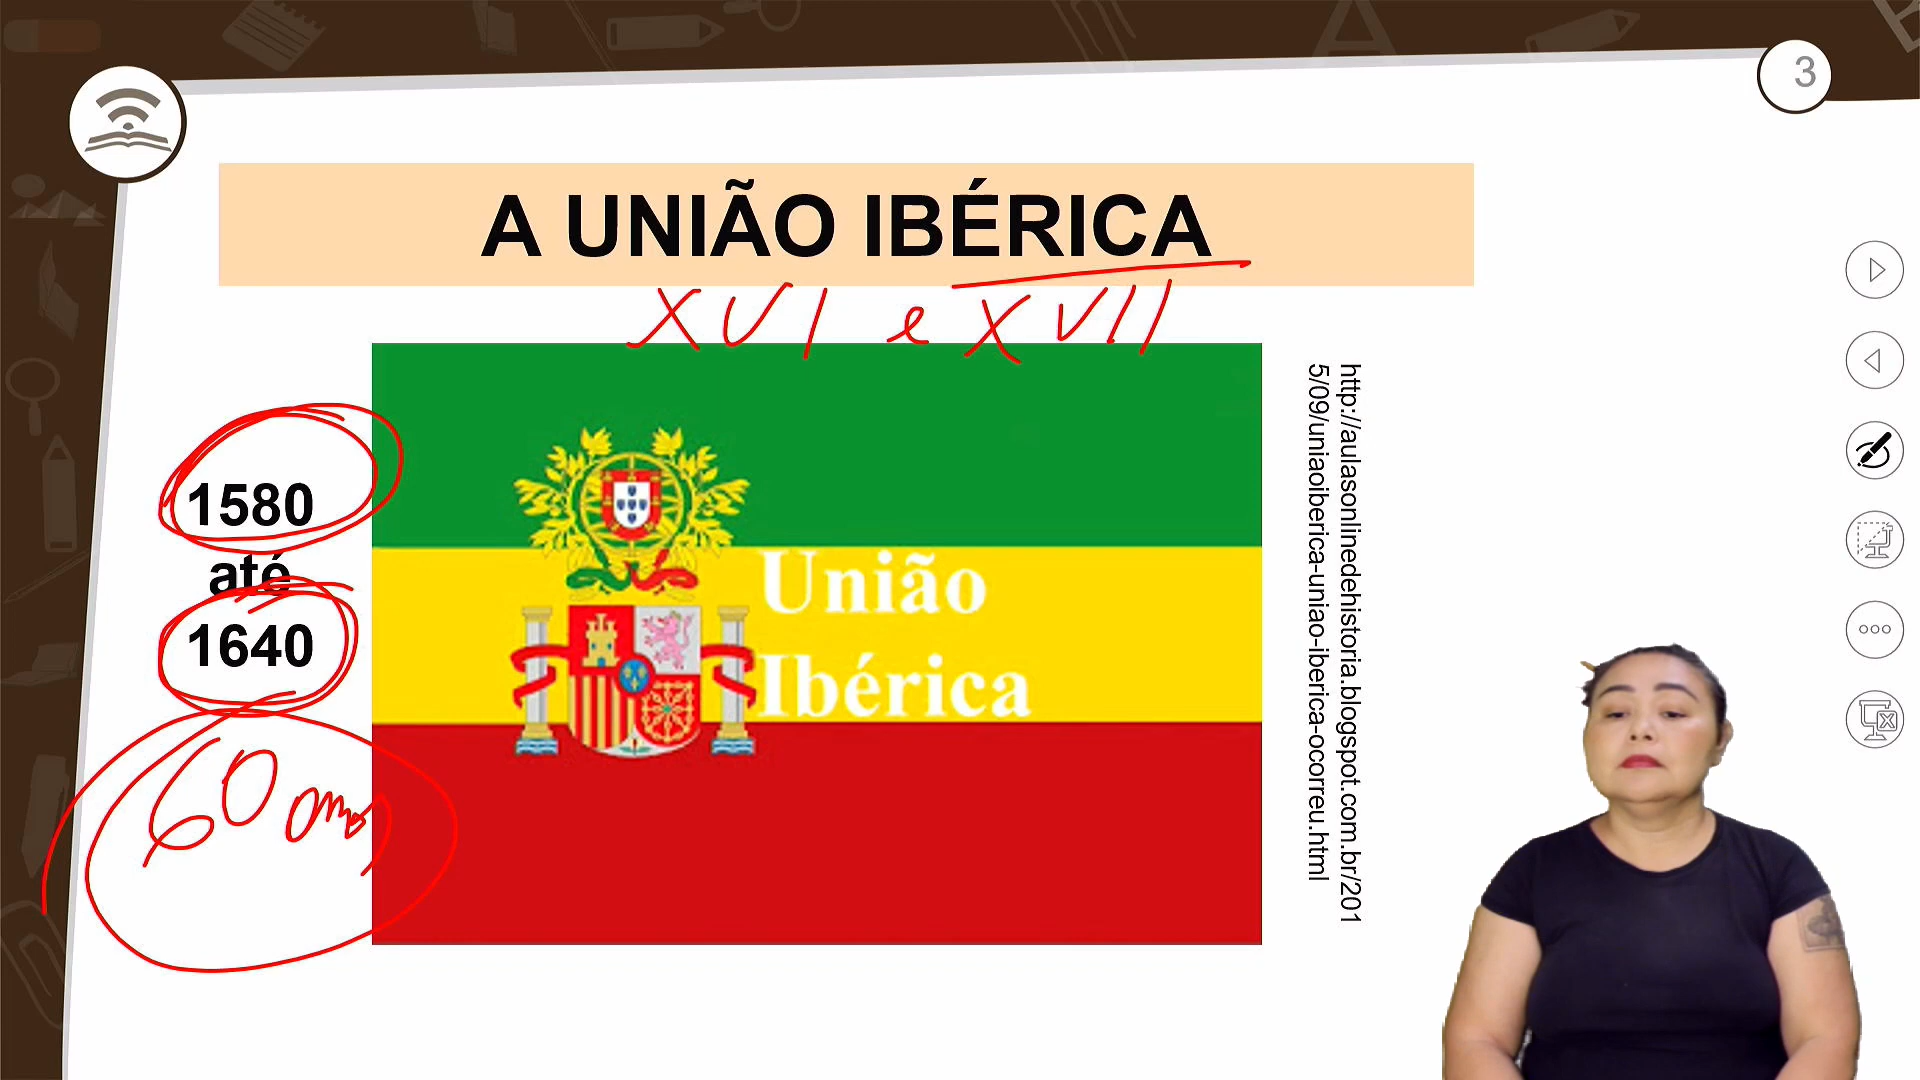 3
A UNIÃO IBÉRICA
XVI e XVII
1580
até
1640
60 anos
União
Ibérica
http://aulasonlinedehistoria.blogspot.com.br/201
5/09/uniaoiberica-uniao-iberica-ocorreu.html